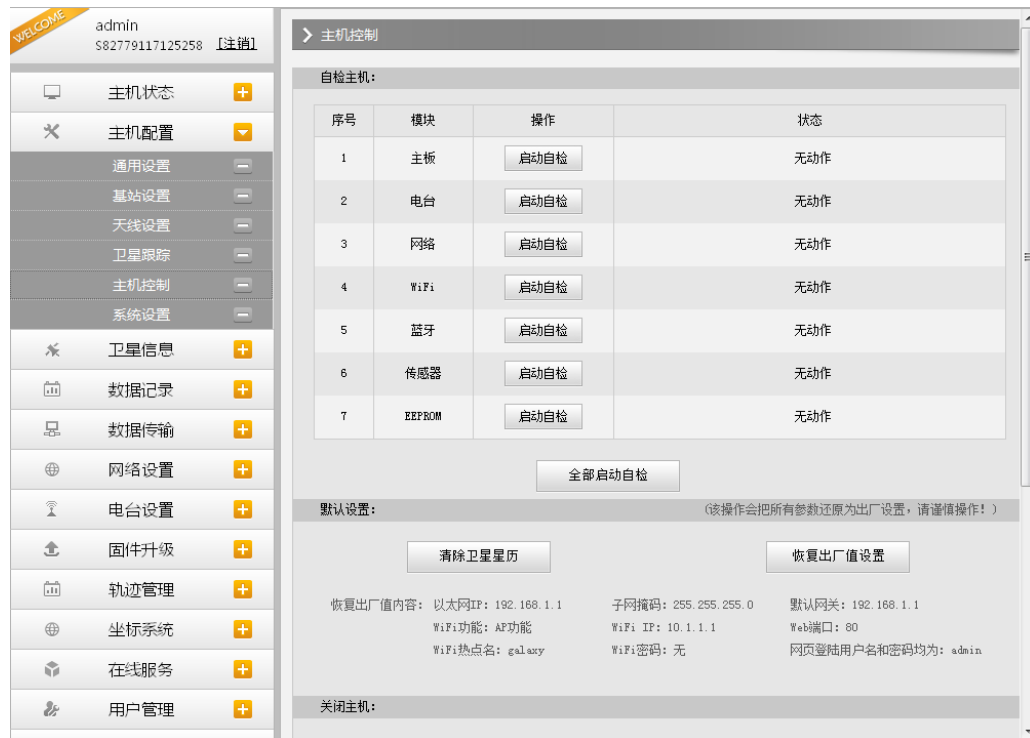 WELCOME
admin
S82779117125258 [注销]
主机状态
主机配置
通用设置
基站设置
天线设置
卫星跟踪
主机控制
系统设置
卫星信息
数据记录
数据传输
网络设置
电台设置
固件升级
轨迹管理
坐标系统
在线服务
用户管理
主机控制
自检主机:
序号 模块 操作 状态
1 主板 启动自检 无动作
2 电台 启动自检 无动作
3 网络 启动自检 无动作
4 WiFi 启动自检 无动作
5 蓝牙 启动自检 无动作
6 传感器 启动自检 无动作
7 EEPROM 启动自检 无动作
全部启动自检
默认设置: (该操作会把所有参数还原为出厂设置，请谨慎操作！)
清除卫星星历 恢复出厂值设置
恢复出厂值内容: 以太网IP: 192.168.1.1 子网掩码: 255.255.255.0 默认网关: 192.168.1.1
WiFi功能: AP功能 WiFi IP: 10.1.1.1 Web端口: 80
WiFi热点名: galaxy WiFi密码: 无 网页登陆用户名和密码均为: admin
关闭主机: